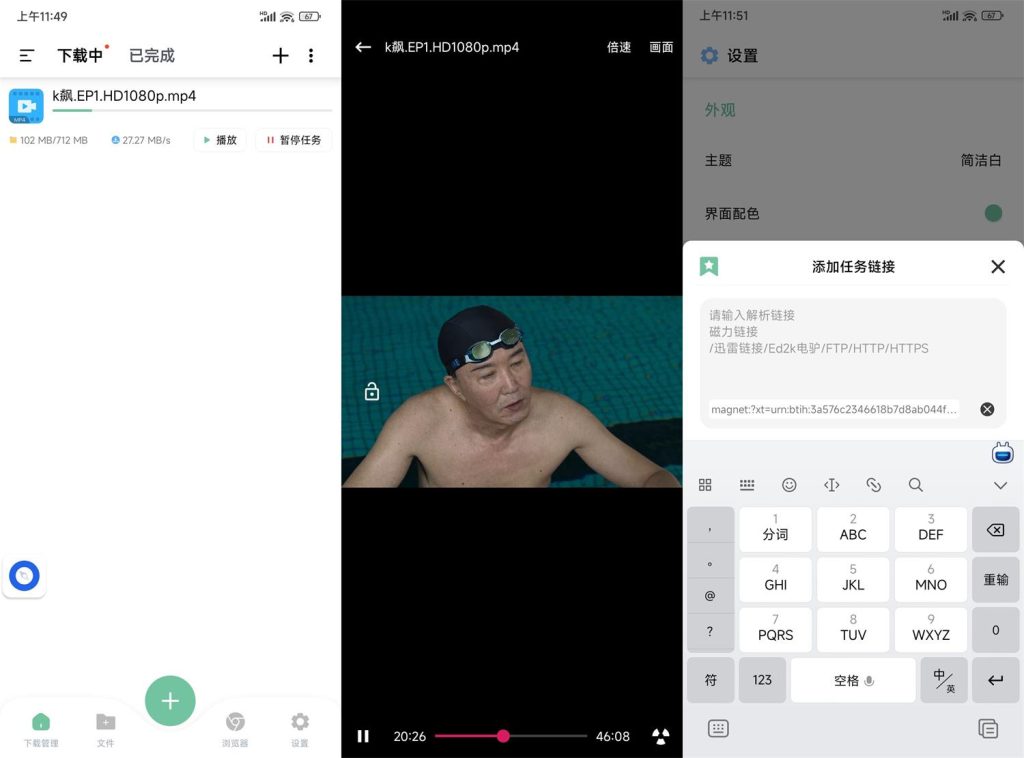 上午11:49
67
下载中
已完成
k飙.EP1.HD1080p.mp4
MP4
102 MB/712 MB
27.27 MB/s
播放
暂停任务
下载管理
文件
浏览器
设置
k飙.EP1.HD1080p.mp4
倍速
画面
20:26
46:08
上午11:51
67
设置
外观
主题
简洁白
界面配色
添加任务链接
请输入解析链接
磁力链接
/迅雷链接/Ed2k电驴/FTP/HTTP/HTTPS
magnet:?xt=urn:btih:3a576c2346618b7d8ab044f...
,
1
分词
2
ABC
3
DEF
。
4
GHI
5
JKL
6
MNO
重输
@
?
7
PQRS
8
TUV
9
WXYZ
0
符
123
空格
中/英